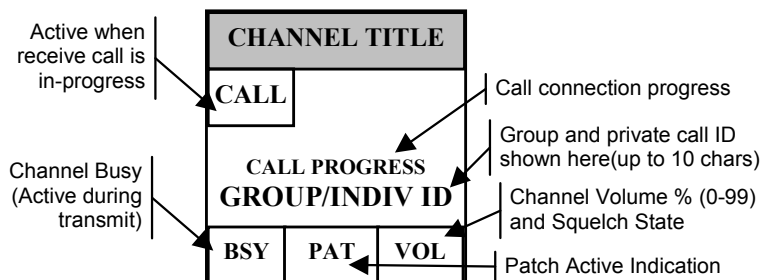 Active when
receive call is
in-progress
CHANNEL TITLE
CALL
Call connection progress
Group and private call ID
shown here(up to 10 chars)
CALL PROGRESS
GROUP/INDIV ID
Channel Busy
(Active during
transmit)
Channel Volume % (0-99)
and Squelch State
BSY PAT VOL
Patch Active Indication